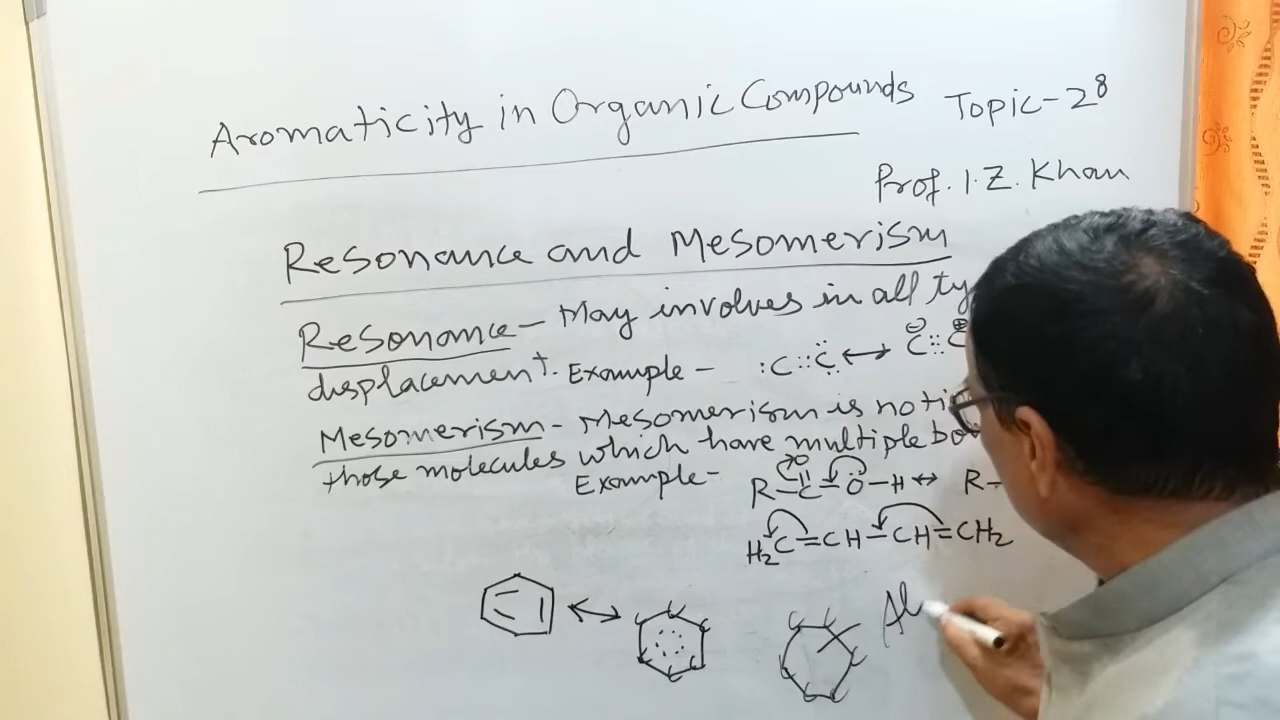 Aromaticity in Organic Compounds Topic-28
Prof. I. Z. Khan
Resonance and Mesomerism
Resonance - May involves in all ty
displacement. Example - :C::C: ↔ C⊖ ::: C⊕
Mesomerism - Mesomerism is noti
those molecules which have multiple bo
Example - R-C(=O)-Ö-H ↔ R-
H2C=CH-CH=CH2
Al